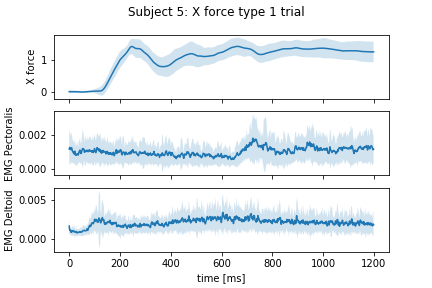 Subject 5: X force type 1 trial
X force
1
0
EMG Pectoralis
0.002
0.000
EMG Deltoid
0.005
0.000
0 200 400 600 800 1000 1200
time [ms]